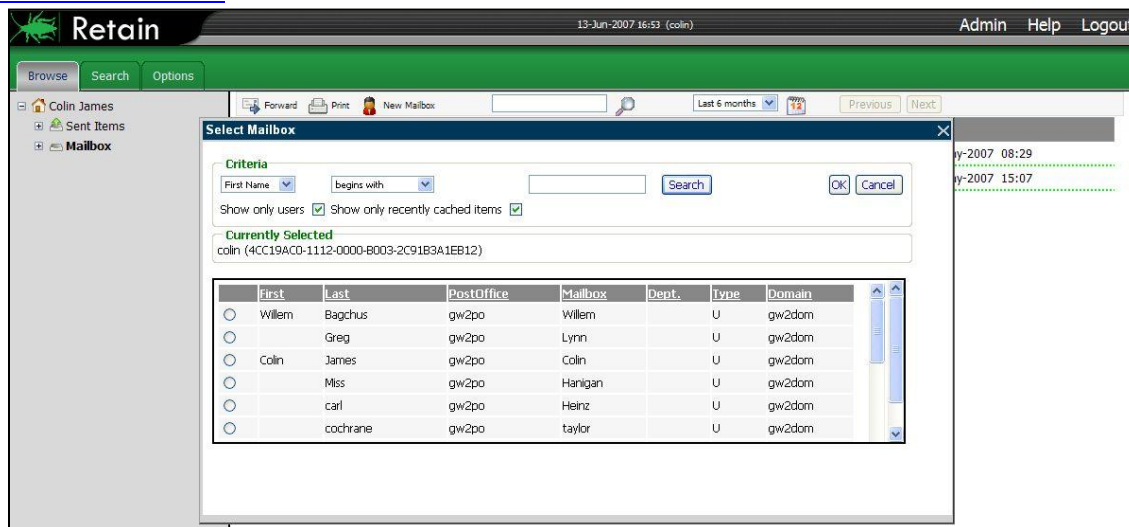 Retain 13-Jun-2007 16:53 (colin) Admin Help Logou
Browse Search Options
Colin James
Sent Items
Mailbox
Forward Print New Mailbox Last 6 months 12 Previous Next
Select Mailbox
ay-2007 08:29
ay-2007 15:07
Criteria
First Name begins with Search OK Cancel
Show only users Show only recently cached items
Currently Selected
colin (4CC19AC0-1112-0000-B003-2C91B3A1EB12)
First Last PostOffice Mailbox Dept. Type Domain
Willem Bagchus gw2po Willem U gw2dom
Greg gw2po Lynn U gw2dom
Colin James gw2po Colin U gw2dom
Miss gw2po Hanigan U gw2dom
carl gw2po Heinz U gw2dom
cochrane gw2po taylor U gw2dom